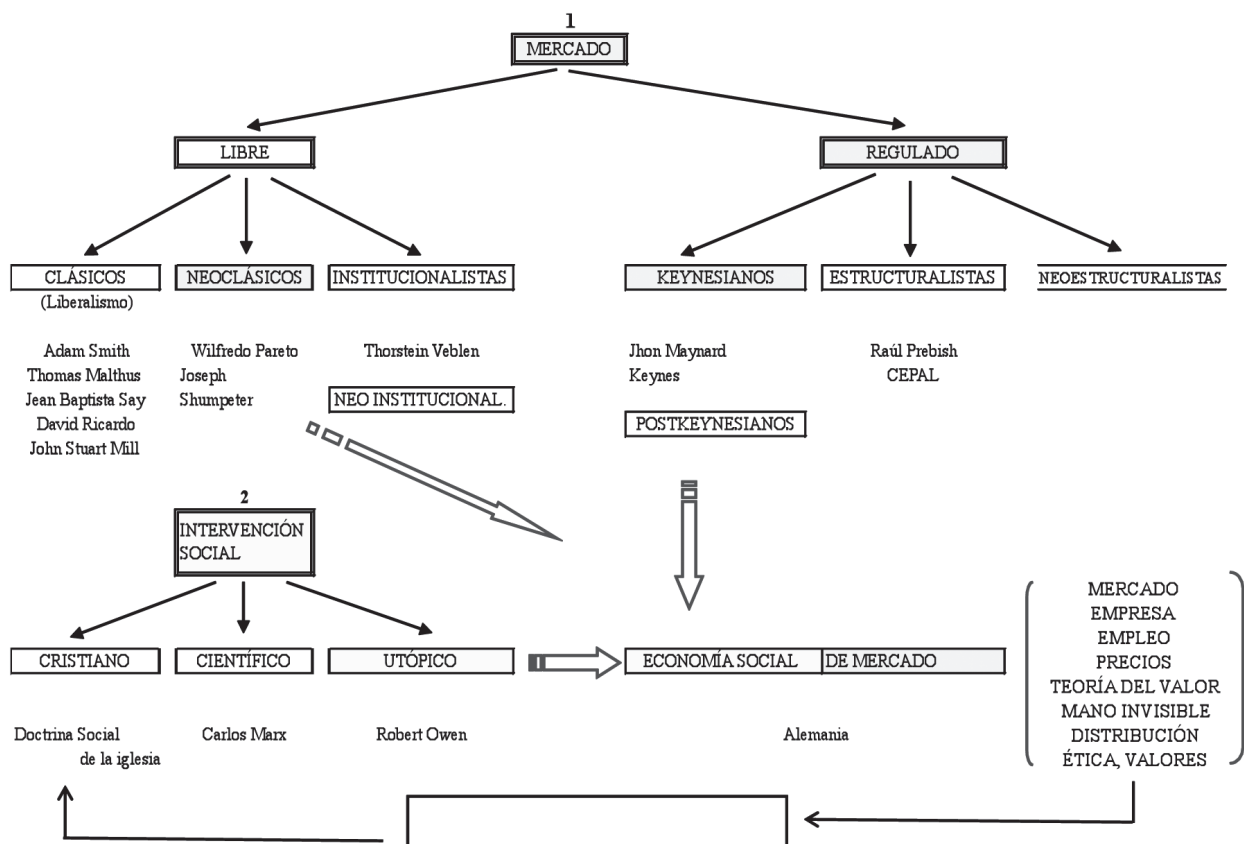 1
MERCADO
LIBRE
REGULADO
CLÁSICOS
(Liberalismo)
NEOCLÁSICOS
INSTITUCIONALISTAS
KEYNESIANOS
ESTRUCTURALISTAS
NEOESTRUCTURALISTAS
Adam Smith
Thomas Malthus
Jean Baptista Say
David Ricardo
John Stuart Mill
Wilfredo Pareto
Joseph
Shumpeter
Thorstein Veblen
NEO INSTITUCIONAL.
Jhon Maynard
Keynes
POSTKEYNESIANOS
Raúl Prebish
CEPAL
2
INTERVENCIÓN
SOCIAL
CRISTIANO
CIENTÍFICO
UTÓPICO
ECONOMÍA SOCIAL DE MERCADO
Doctrina Social
de la iglesia
Carlos Marx
Robert Owen
Alemania
MERCADO
EMPRESA
EMPLEO
PRECIOS
TEORÍA DEL VALOR
MANO INVISIBLE
DISTRIBUCIÓN
ÉTICA, VALORES